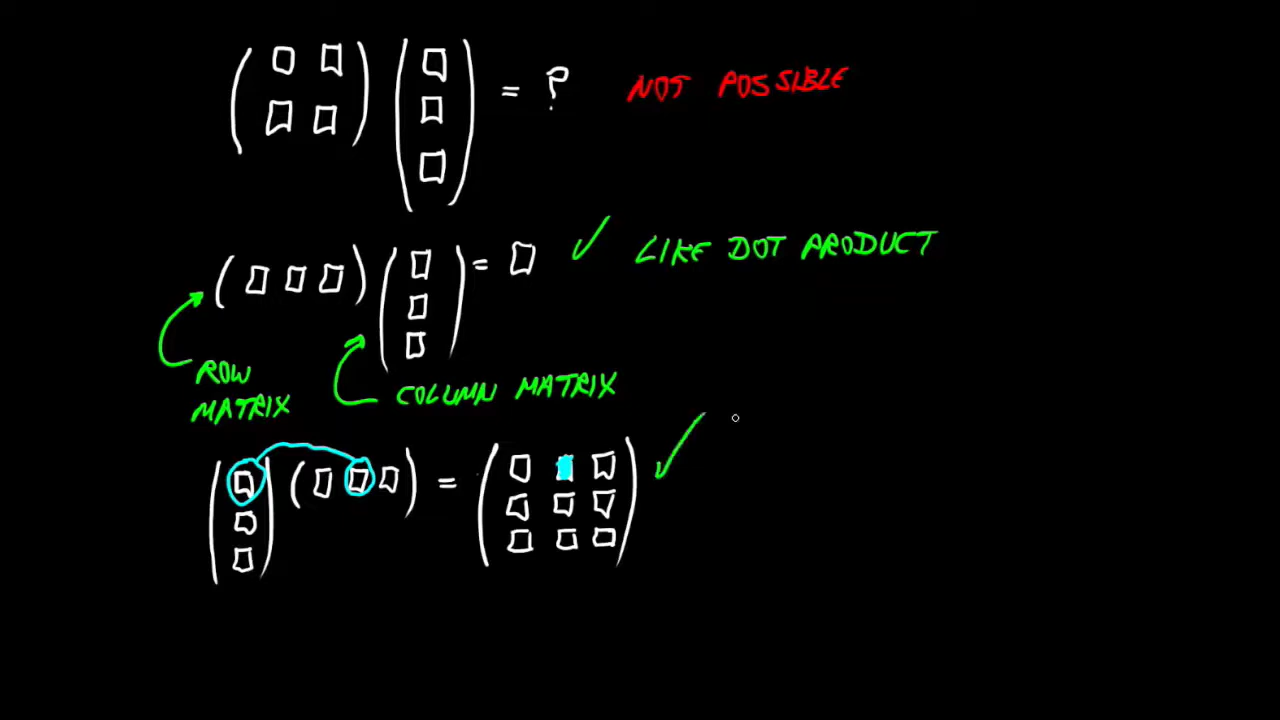 = ? NOT POSSIBLE
= ✓ LIKE DOT PRODUCT
ROW
MATRIX
COLUMN MATRIX
= ✓